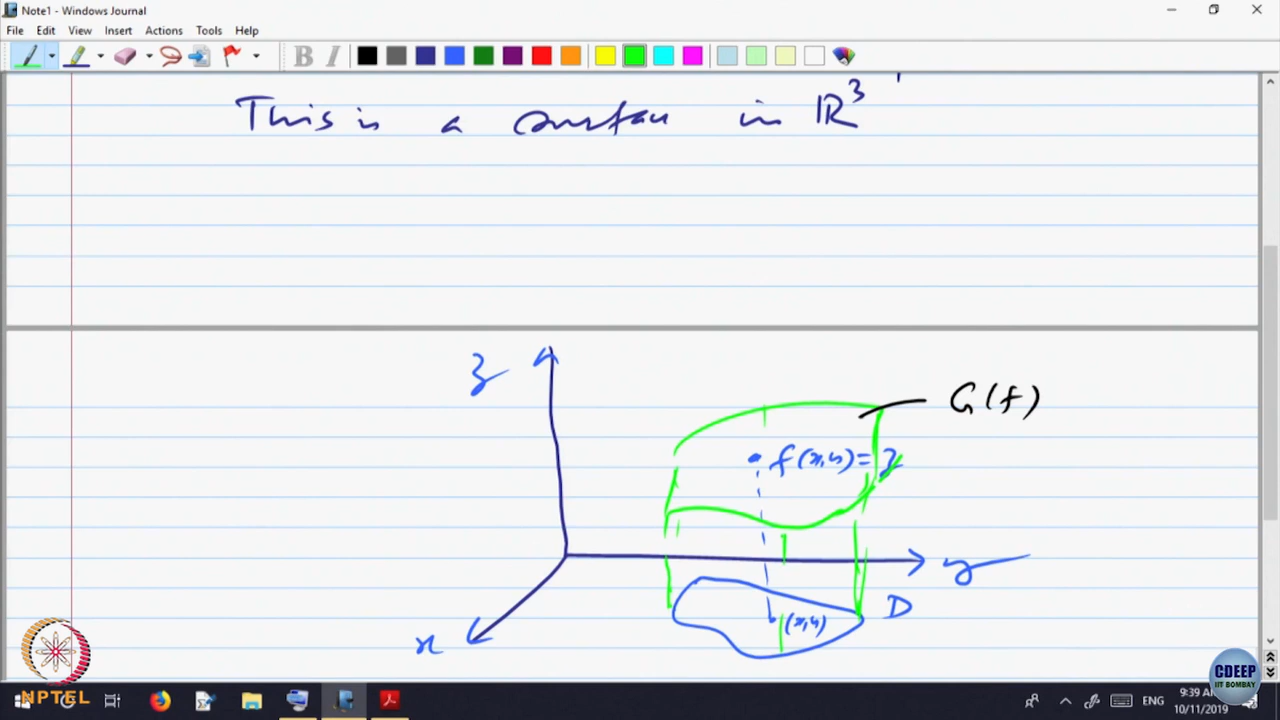 Note1 - Windows Journal
File Edit View Insert Actions Tools Help
B I
This is a surface in ℝ³
z
G(f)
f(x,y) = z
y
D
(x,y)
x
NPTEL
CDEEP
IIT BOMBAY
ENG
9:39 AM
10/11/2019